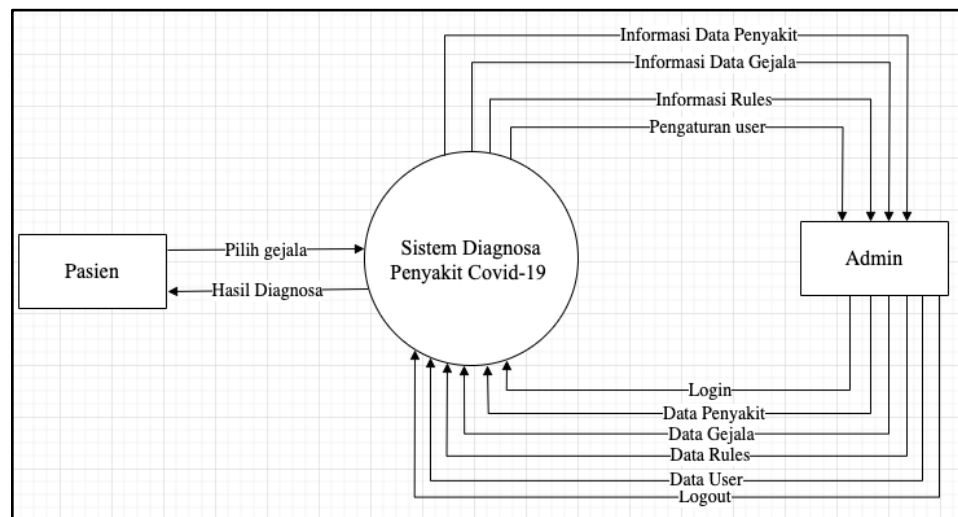 Informasi Data Penyakit
Informasi Data Gejala
Informasi Rules
Pengaturan user
Pasien
Pilih gejala
Hasil Diagnosa
Sistem Diagnosa
Penyakit Covid-19
Admin
Login
Data Penyakit
Data Gejala
Data Rules
Data User
Logout